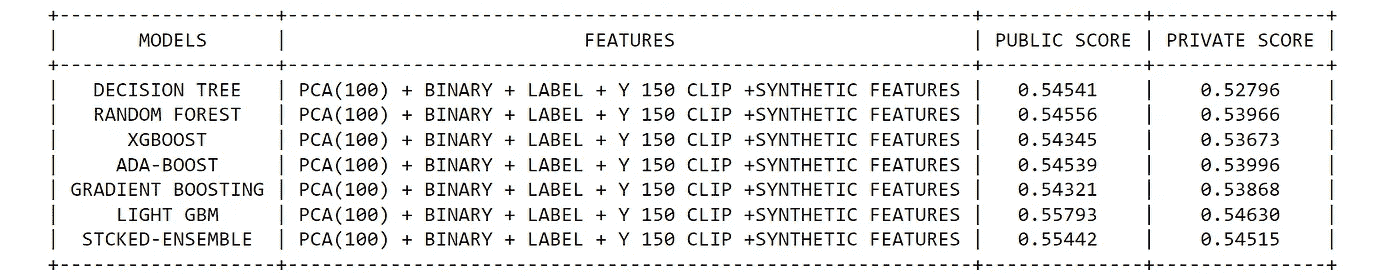 MODELS | FEATURES | PUBLIC SCORE | PRIVATE SCORE
DECISION TREE | PCA(100) + BINARY + LABEL + Y 150 CLIP +SYNTHETIC FEATURES | 0.54541 | 0.52796
RANDOM FOREST | PCA(100) + BINARY + LABEL + Y 150 CLIP +SYNTHETIC FEATURES | 0.54556 | 0.53966
XGBOOST | PCA(100) + BINARY + LABEL + Y 150 CLIP +SYNTHETIC FEATURES | 0.54345 | 0.53673
ADA-BOOST | PCA(100) + BINARY + LABEL + Y 150 CLIP +SYNTHETIC FEATURES | 0.54539 | 0.53996
GRADIENT BOOSTING | PCA(100) + BINARY + LABEL + Y 150 CLIP +SYNTHETIC FEATURES | 0.54321 | 0.53868
LIGHT GBM | PCA(100) + BINARY + LABEL + Y 150 CLIP +SYNTHETIC FEATURES | 0.55793 | 0.54630
STCKED-ENSEMBLE | PCA(100) + BINARY + LABEL + Y 150 CLIP +SYNTHETIC FEATURES | 0.55442 | 0.54515